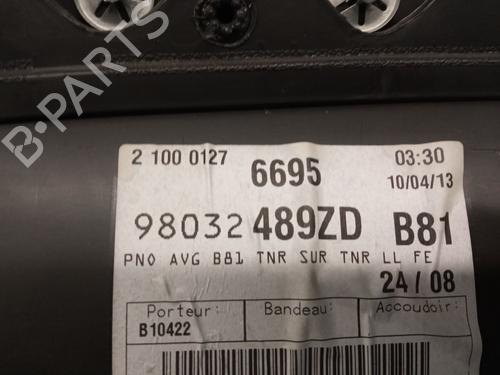 B-PARTS
2 100 0127 6695 03:30
10/04/13
98032 489ZD B81
PNO AVG B81 TNR SUR TNR LL FE
24/08
Porteur: Bandeau: Accoudoir:
B10422